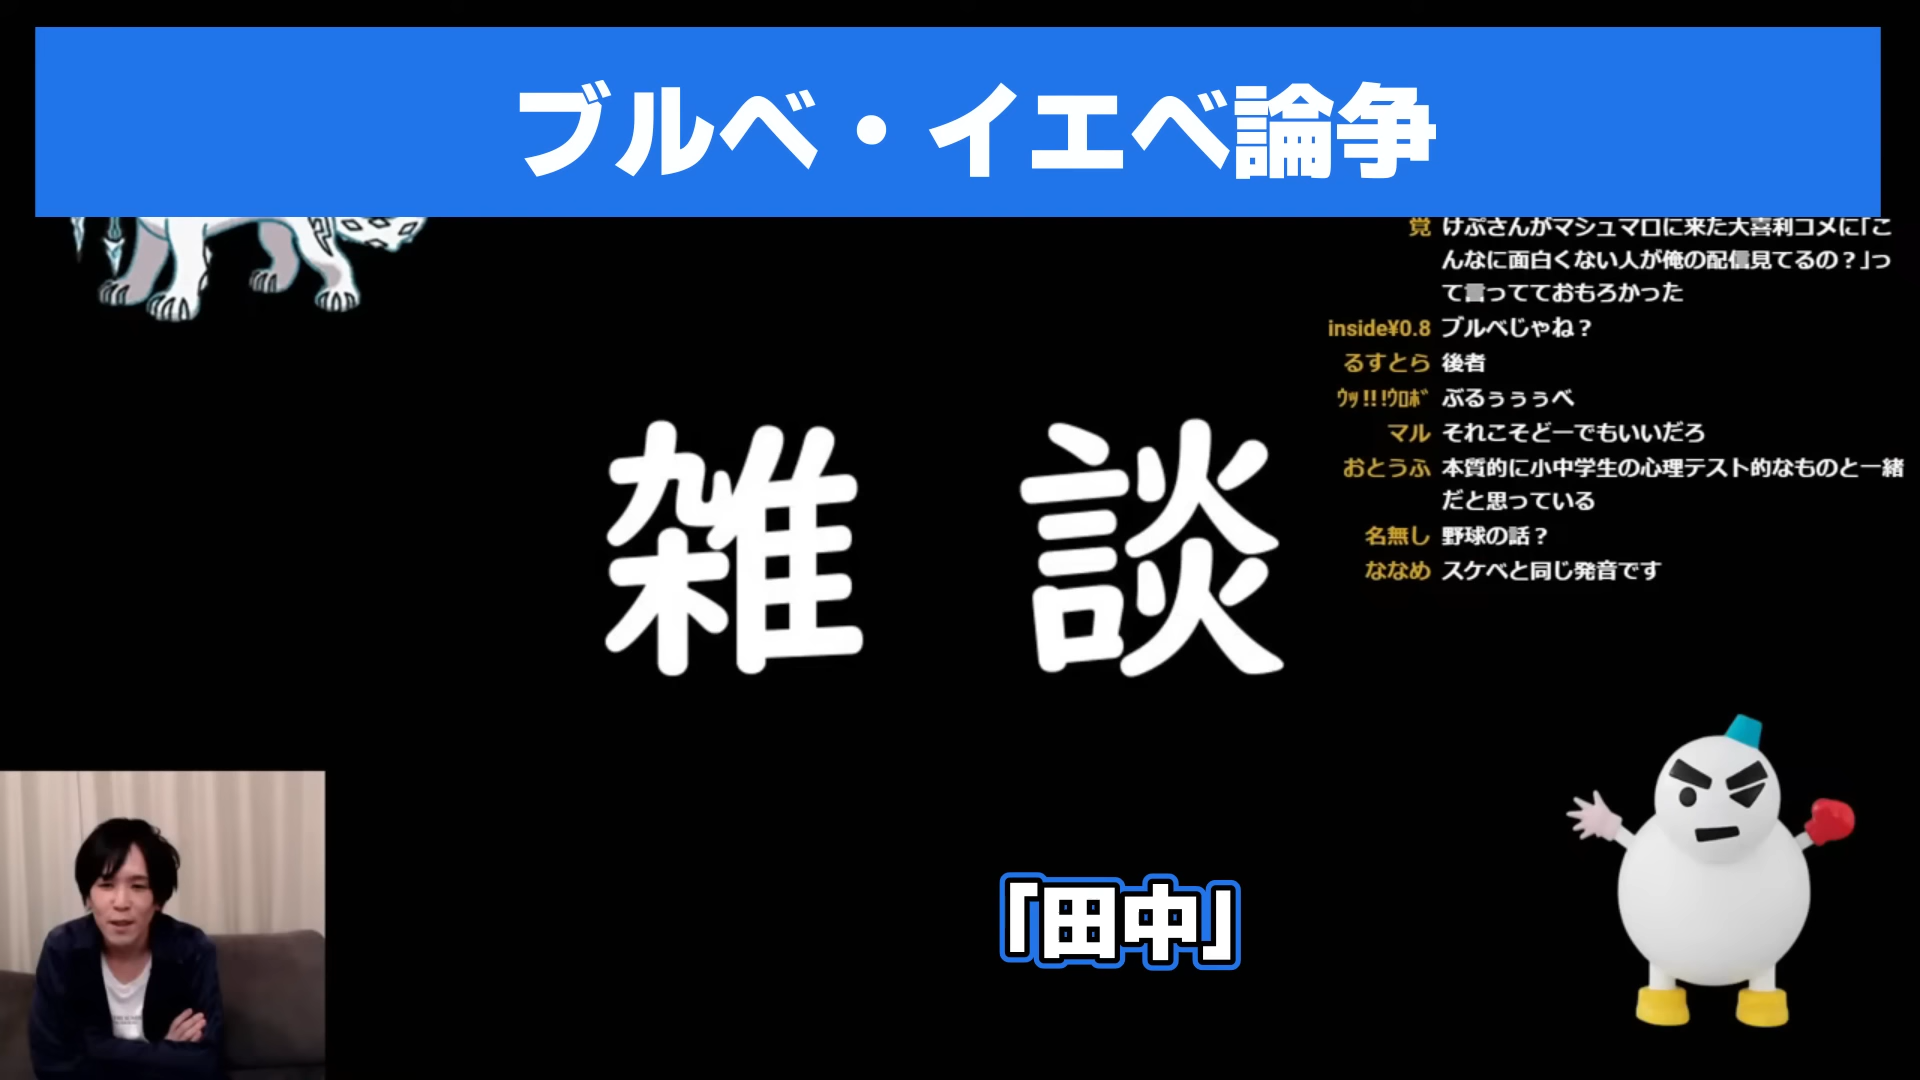 ブルベ・イエベ論争
覚 けぷさんがマシュマロに来た大喜利コメに｢こ
んなに面白くない人が俺の配信見てるの？｣っ
て言ってておもろかった
inside¥0.8 ブルベじゃね？
るすとら 後者
ｳｯ!!!ｳﾛﾎﾞ ぶるぅぅぅべ
マル それこそどーでもいいだろ
おとうふ 本質的に小中学生の心理テスト的なものと一緒
だと思っている
名無し 野球の話？
ななめ スケベと同じ発音です
雑談
｢田中｣